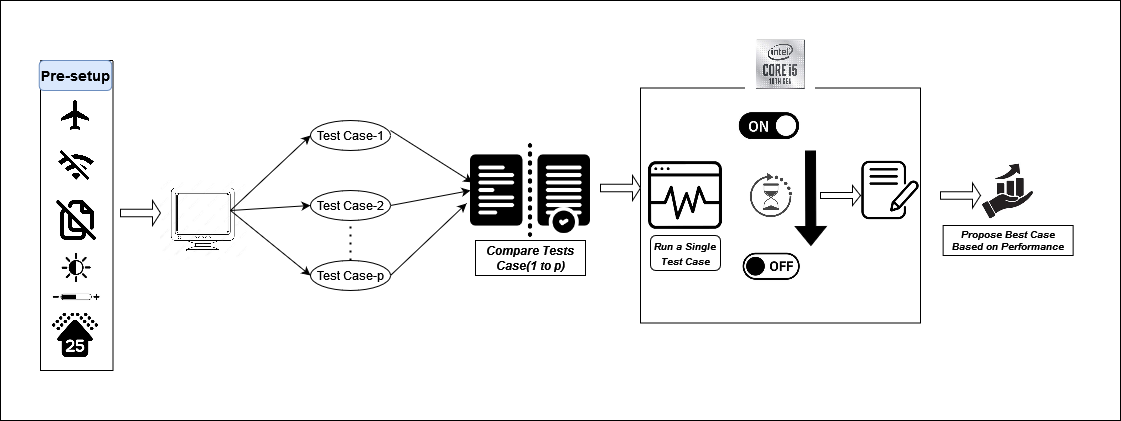 Pre-setup
25
Test Case-1
Test Case-2
Test Case-p
Compare Tests
Case(1 to p)
intel
CORE i5
10TH GEN
ON
OFF
Run a Single
Test Case
Propose Best Case
Based on Performance